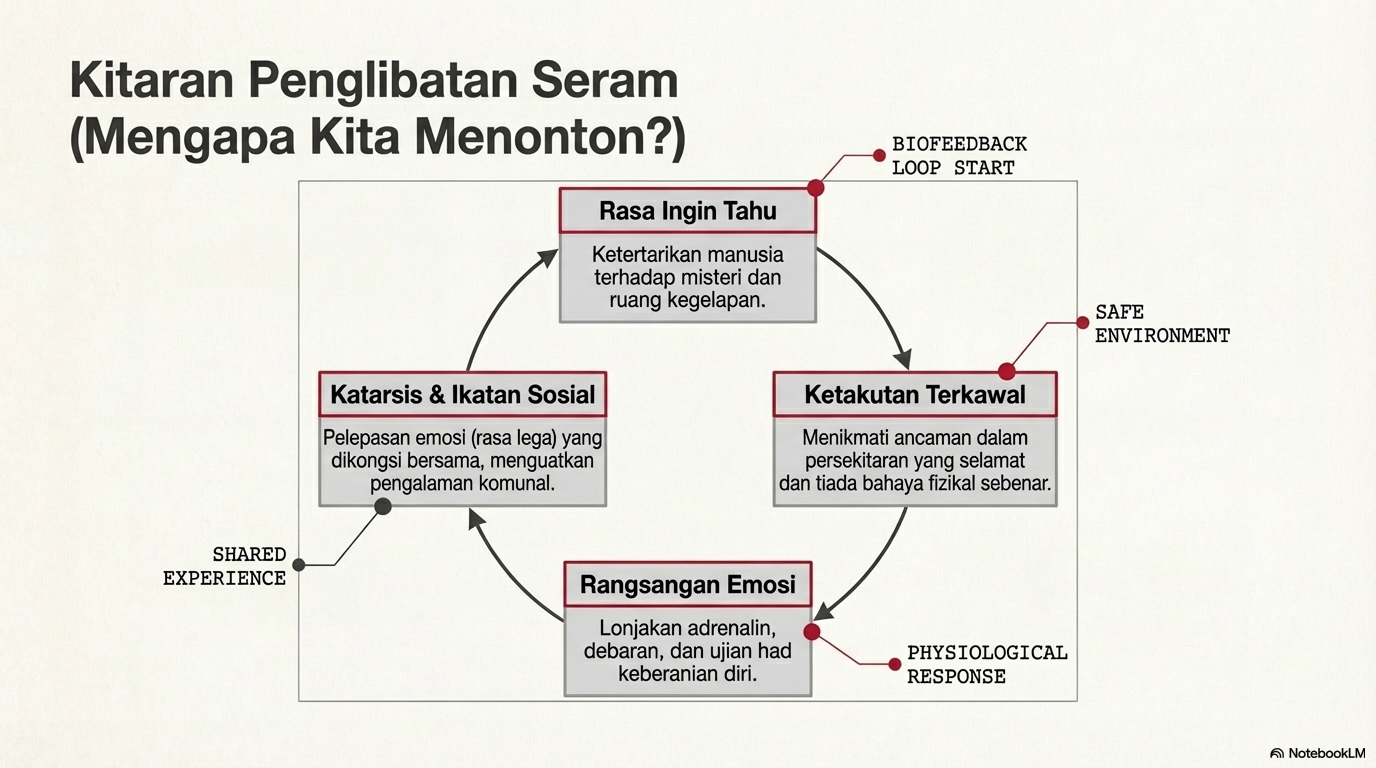 Kitaran Penglibatan Seram
(Mengapa Kita Menonton?)
BIOFEEDBACK
LOOP START
Rasa Ingin Tahu
Ketertarikan manusia
terhadap misteri dan
ruang kegelapan.
SAFE
ENVIRONMENT
Ketakutan Terkawal
Menikmati ancaman dalam
persekitaran yang selamat
dan tiada bahaya fizikal sebenar.
Rangsangan Emosi
Lonjakan adrenalin,
debaran, dan ujian had
keberanian diri.
PHYSIOLOGICAL
RESPONSE
Katarsis & Ikatan Sosial
Pelepasan emosi (rasa lega) yang
dikongsi bersama, menguatkan
pengalaman komunal.
SHARED
EXPERIENCE
NotebookLM